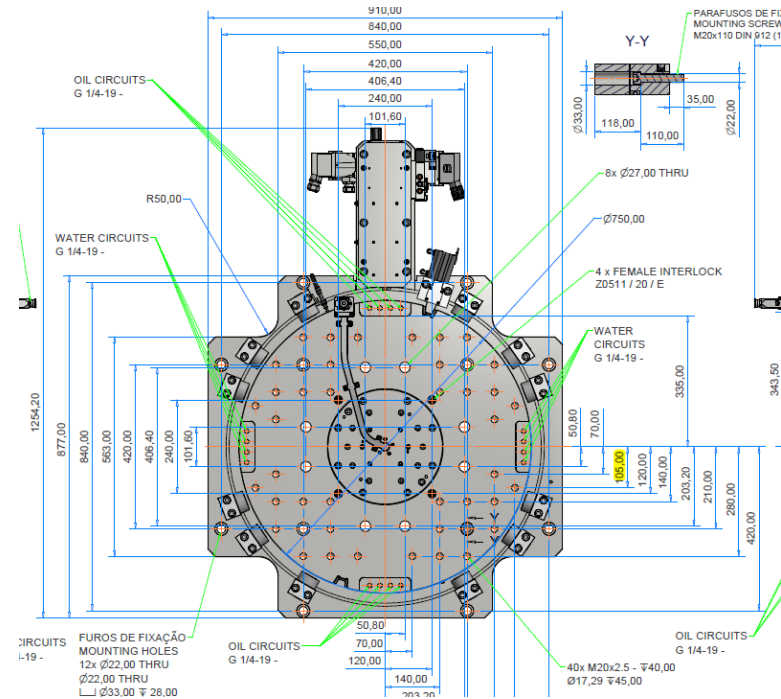 910,00
840,00
550,00
420,00
406,40
240,00
101,60
Y-Y
PARAFUSOS DE FI
MOUNTING SCREW
M20x110 DIN 912 (1
OIL CIRCUITS
G 1/4-19 -
Ø33,00
118,00
110,00
35,00
Ø22,00
8x Ø27,00 THRU
R50,00
Ø750,00
WATER CIRCUITS
G 1/4-19 -
4 x FEMALE INTERLOCK
Z0511 / 20 / E
WATER
CIRCUITS
G 1/4-19 -
1254,20
877,00
840,00
563,00
420,00
406,40
240,00
101,60
335,00
343,50
50,80
70,00
105,00
120,00
140,00
203,20
210,00
280,00
420,00
Y
Y
CIRCUITS
-19 -
FUROS DE FIXAÇÃO
MOUNTING HOLES
12x Ø22,00 THRU
Ø22,00 THRU
Ø33,00 28,00
OIL CIRCUITS
G 1/4-19 -
50,80
70,00
120,00
140,00
203,20
40x M20x2.5 - 40,00
Ø17,29 45,00
OIL CIRCUITS
G 1/4-19 -